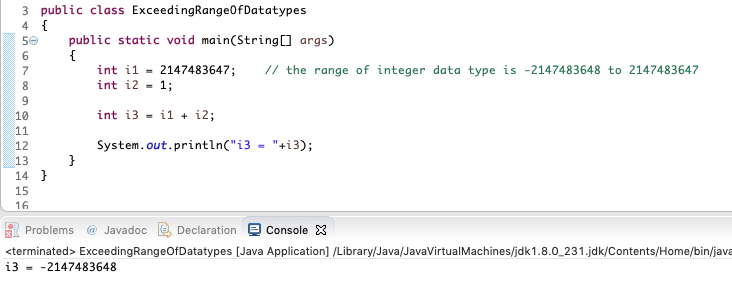 3 public class ExceedingRangeOfDatatypes
4 {
5 public static void main(String[] args)
6 {
7 int i1 = 2147483647; // the range of integer data type is -2147483648 to 2147483647
8 int i2 = 1;
9
10 int i3 = i1 + i2;
11
12 System.out.println("i3 = "+i3);
13 }
14 }
15
16
Problems @ Javadoc Declaration Console
<terminated> ExceedingRangeOfDatatypes [Java Application] /Library/Java/JavaVirtualMachines/jdk1.8.0_231.jdk/Contents/Home/bin/java
i3 = -2147483648